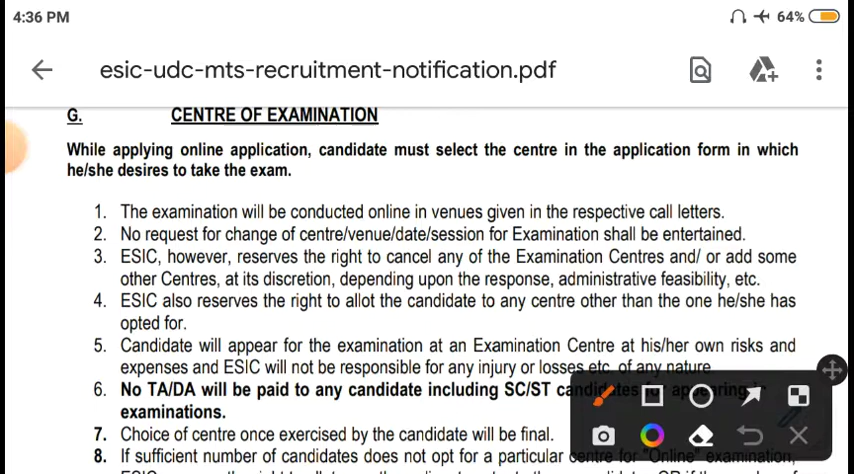 4:36 PM 64%
esic-udc-mts-recruitment-notification.pdf
G. CENTRE OF EXAMINATION
While applying online application, candidate must select the centre in the application form in which
he/she desires to take the exam.
1. The examination will be conducted online in venues given in the respective call letters.
2. No request for change of centre/venue/date/session for Examination shall be entertained.
3. ESIC, however, reserves the right to cancel any of the Examination Centres and/ or add some
other Centres, at its discretion, depending upon the response, administrative feasibility, etc.
4. ESIC also reserves the right to allot the candidate to any centre other than the one he/she has
opted for.
5. Candidate will appear for the examination at an Examination Centre at his/her own risks and
expenses and ESIC will not be responsible for any injury or losses etc. of any nature
6. No TA/DA will be paid to any candidate including SC/ST candidates for appearing in
examinations.
7. Choice of centre once exercised by the candidate will be final.
8. If sufficient number of candidates does not opt for a particular centre for "Online" examination,